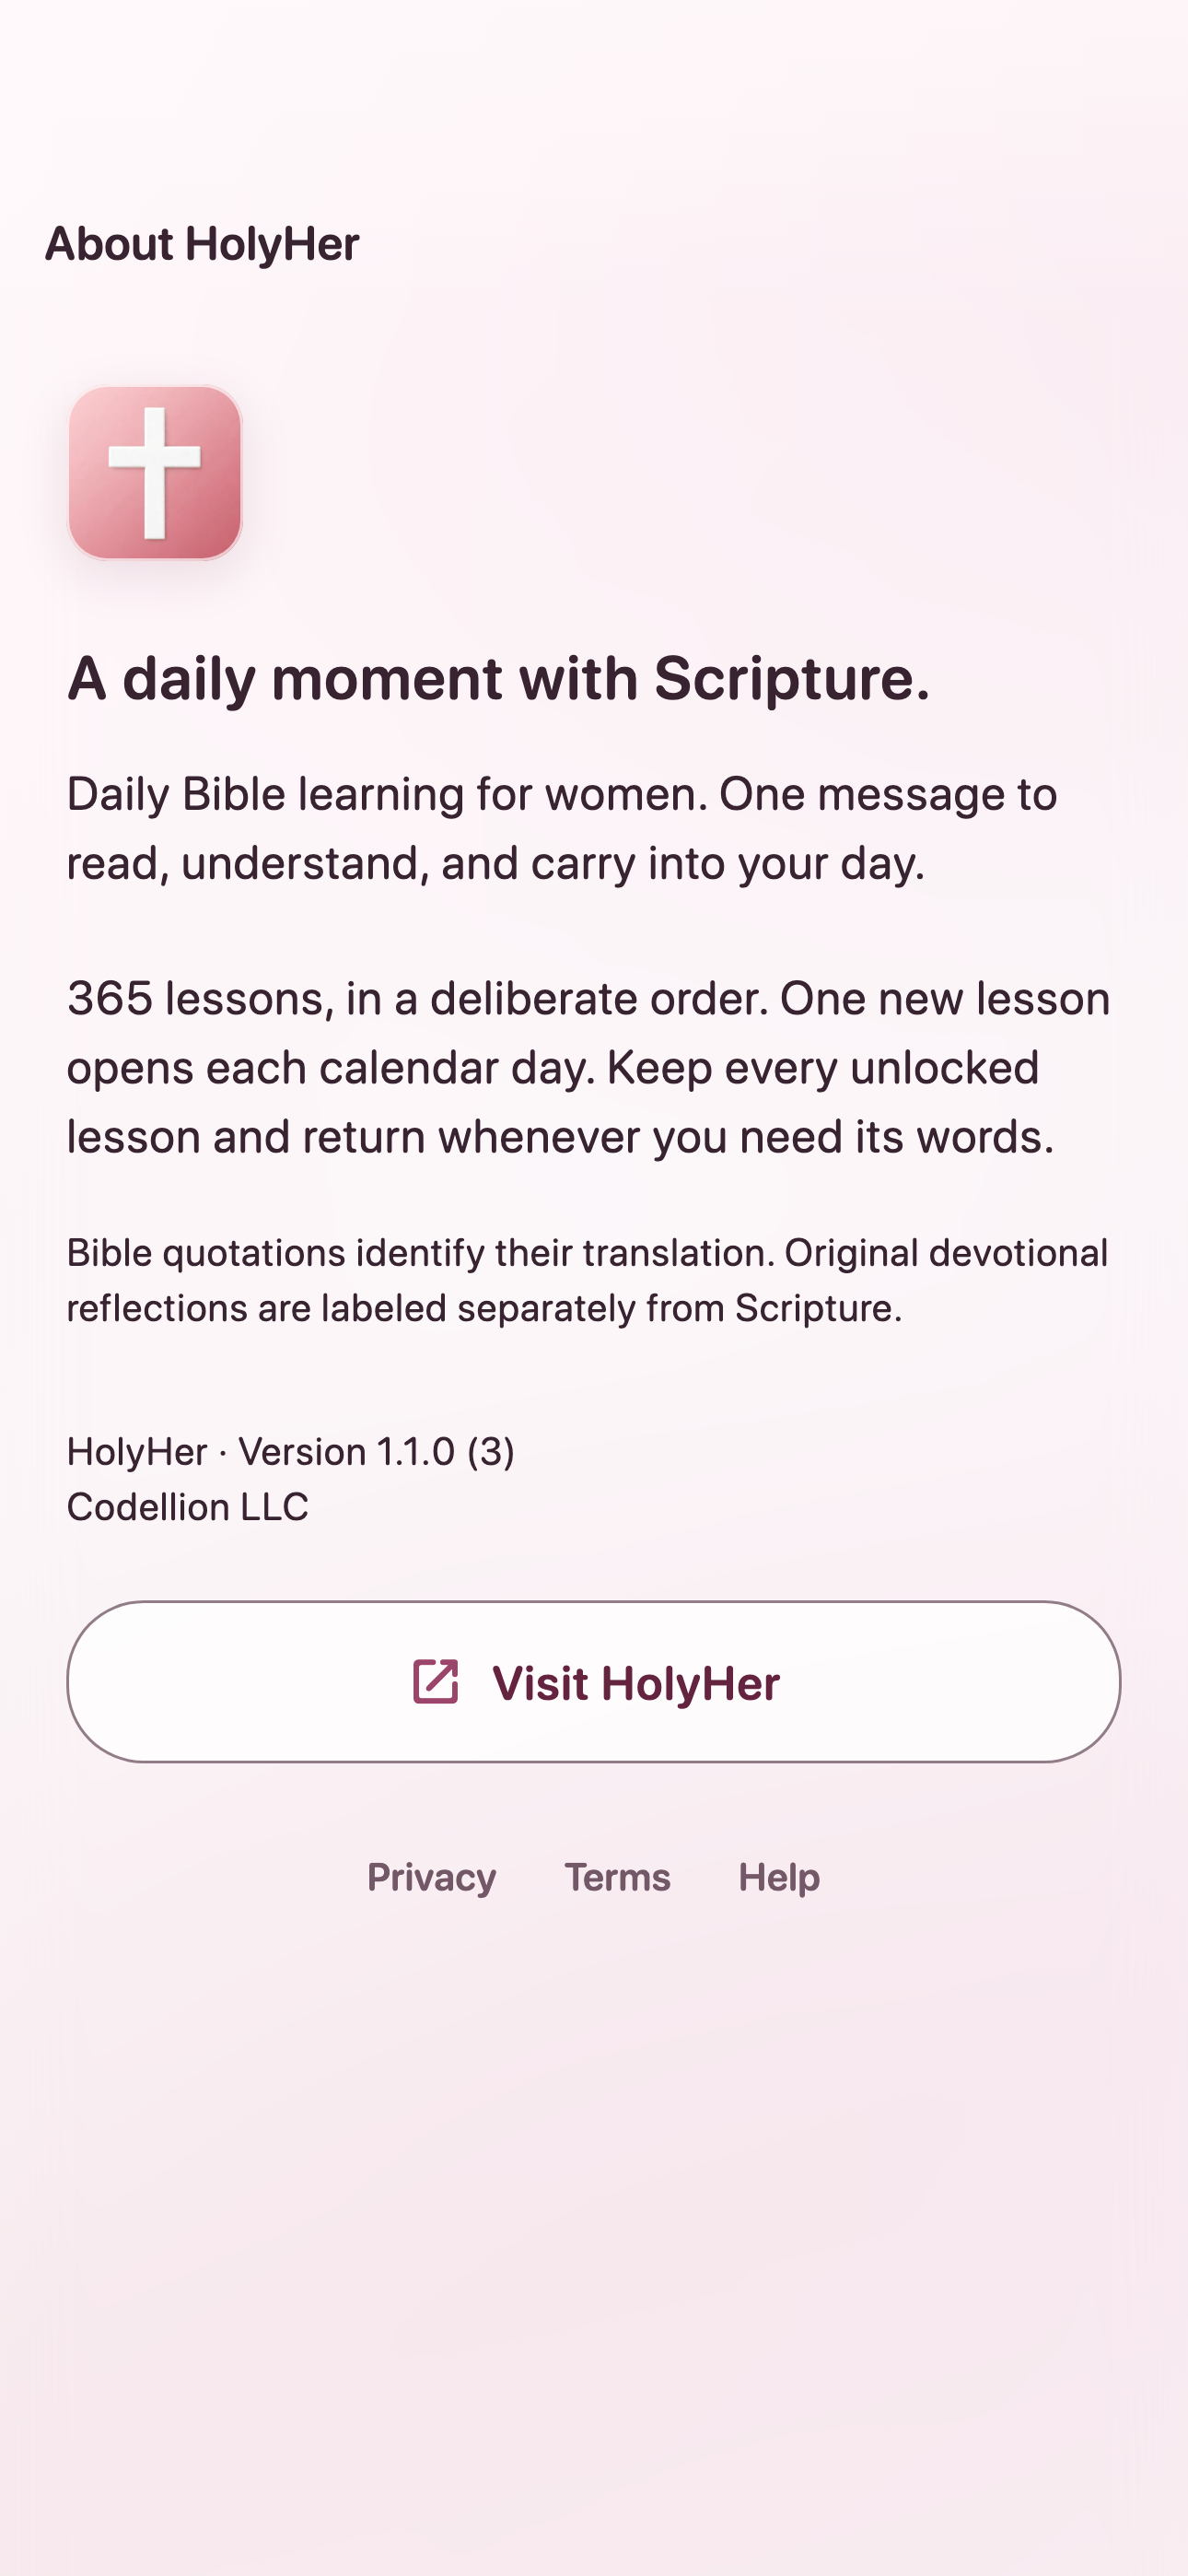 About HolyHer
A daily moment with Scripture.
Daily Bible learning for women. One message to
read, understand, and carry into your day.
365 lessons, in a deliberate order. One new lesson
opens each calendar day. Keep every unlocked
lesson and return whenever you need its words.
Bible quotations identify their translation. Original devotional
reflections are labeled separately from Scripture.
HolyHer · Version 1.1.0 (3)
Codellion LLC
Visit HolyHer
Privacy Terms Help